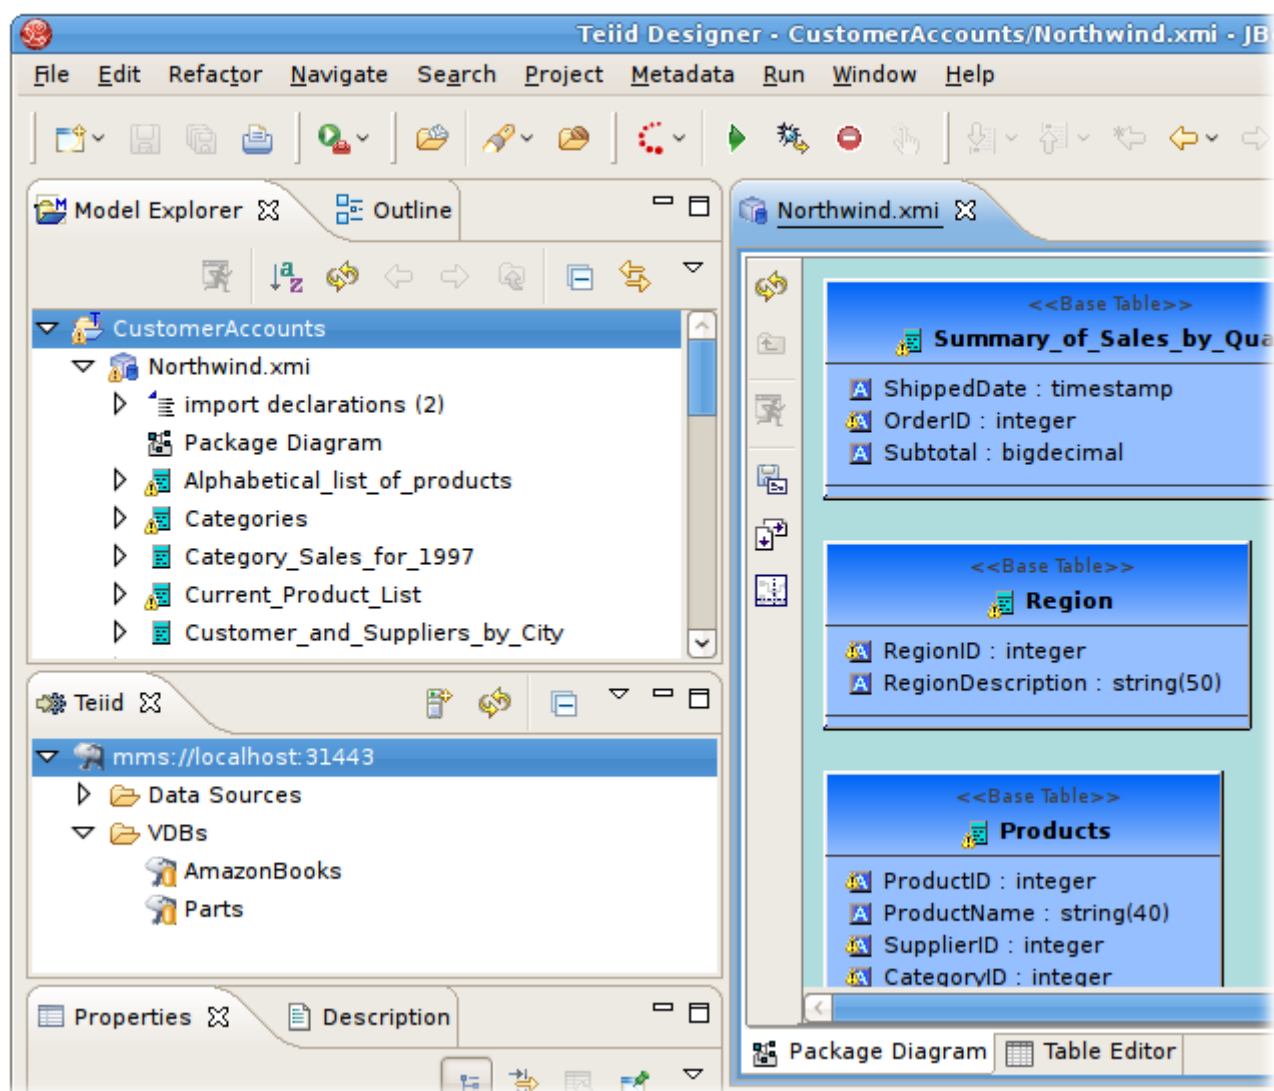 Teiid Designer - CustomerAccounts/Northwind.xmi - JB
File Edit Refactor Navigate Search Project Metadata Run Window Help
Model Explorer
Outline
CustomerAccounts
Northwind.xmi
import declarations (2)
Package Diagram
Alphabetical_list_of_products
Categories
Category_Sales_for_1997
Current_Product_List
Customer_and_Suppliers_by_City
Teiid
mms://localhost:31443
Data Sources
VDBs
AmazonBooks
Parts
Properties
Description
Northwind.xmi
<<Base Table>>
Summary_of_Sales_by_Qua
ShippedDate : timestamp
OrderID : integer
Subtotal : bigdecimal
<<Base Table>>
Region
RegionID : integer
RegionDescription : string(50)
<<Base Table>>
Products
ProductID : integer
ProductName : string(40)
SupplierID : integer
CategoryID : integer
Package Diagram
Table Editor